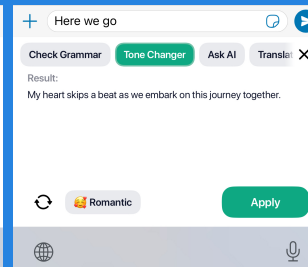 Here we go
Check Grammar Tone Changer Ask AI Translat
Result:
My heart skips a beat as we embark on this journey together.
🥰 Romantic Apply